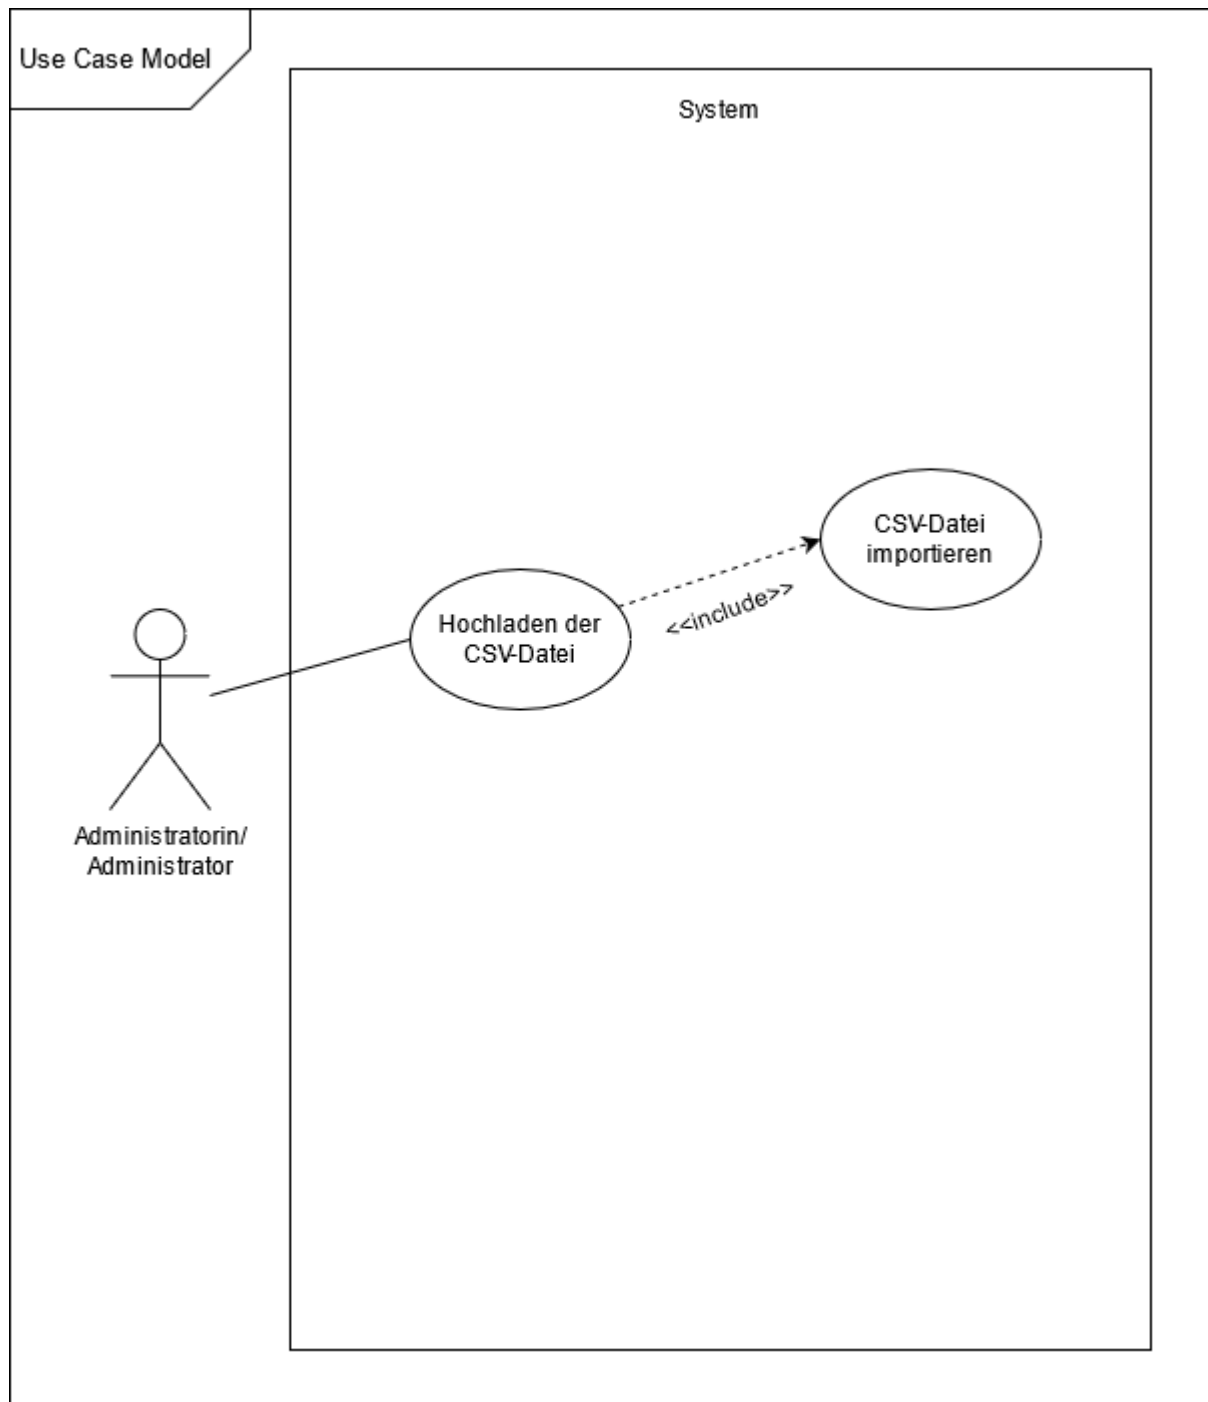 Use Case Model
System
CSV-Datei
importieren
<<include>>
Hochladen der
CSV-Datei
Administratorin/
Administrator